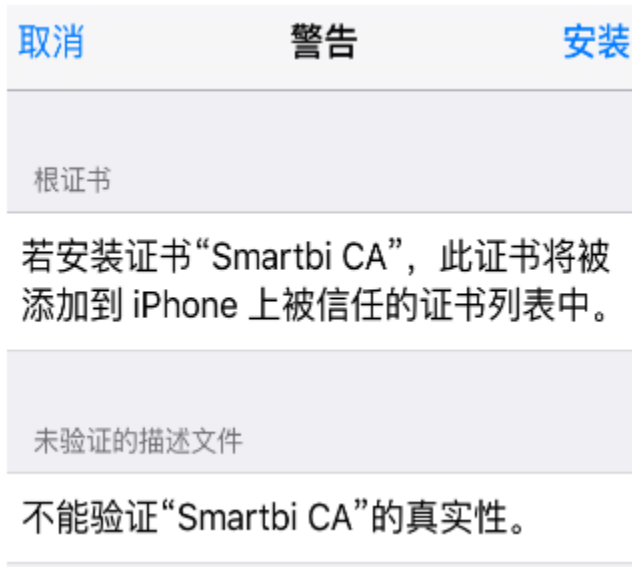 取消 警告 安装
根证书
若安装证书“Smartbi CA”，此证书将被
添加到 iPhone 上被信任的证书列表中。
未验证的描述文件
不能验证“Smartbi CA”的真实性。